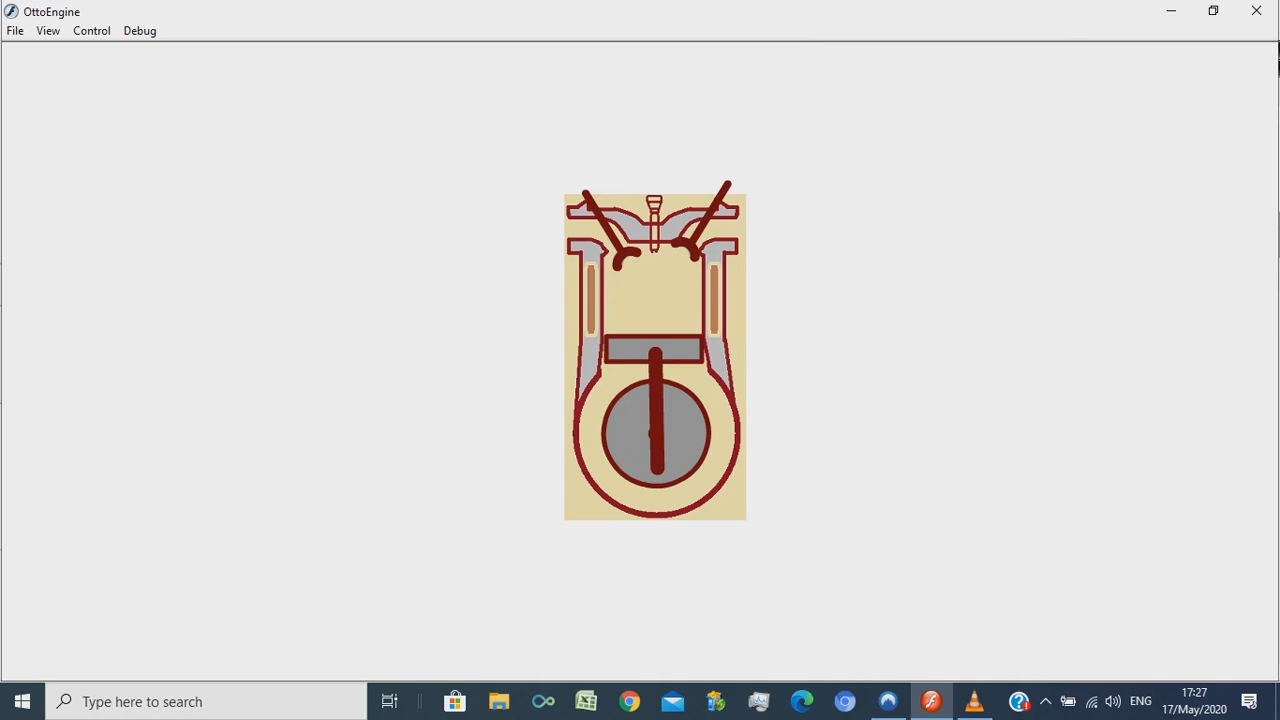 OttoEngine
File View Control Debug
Type here to search
ENG
17:27
17/May/2020